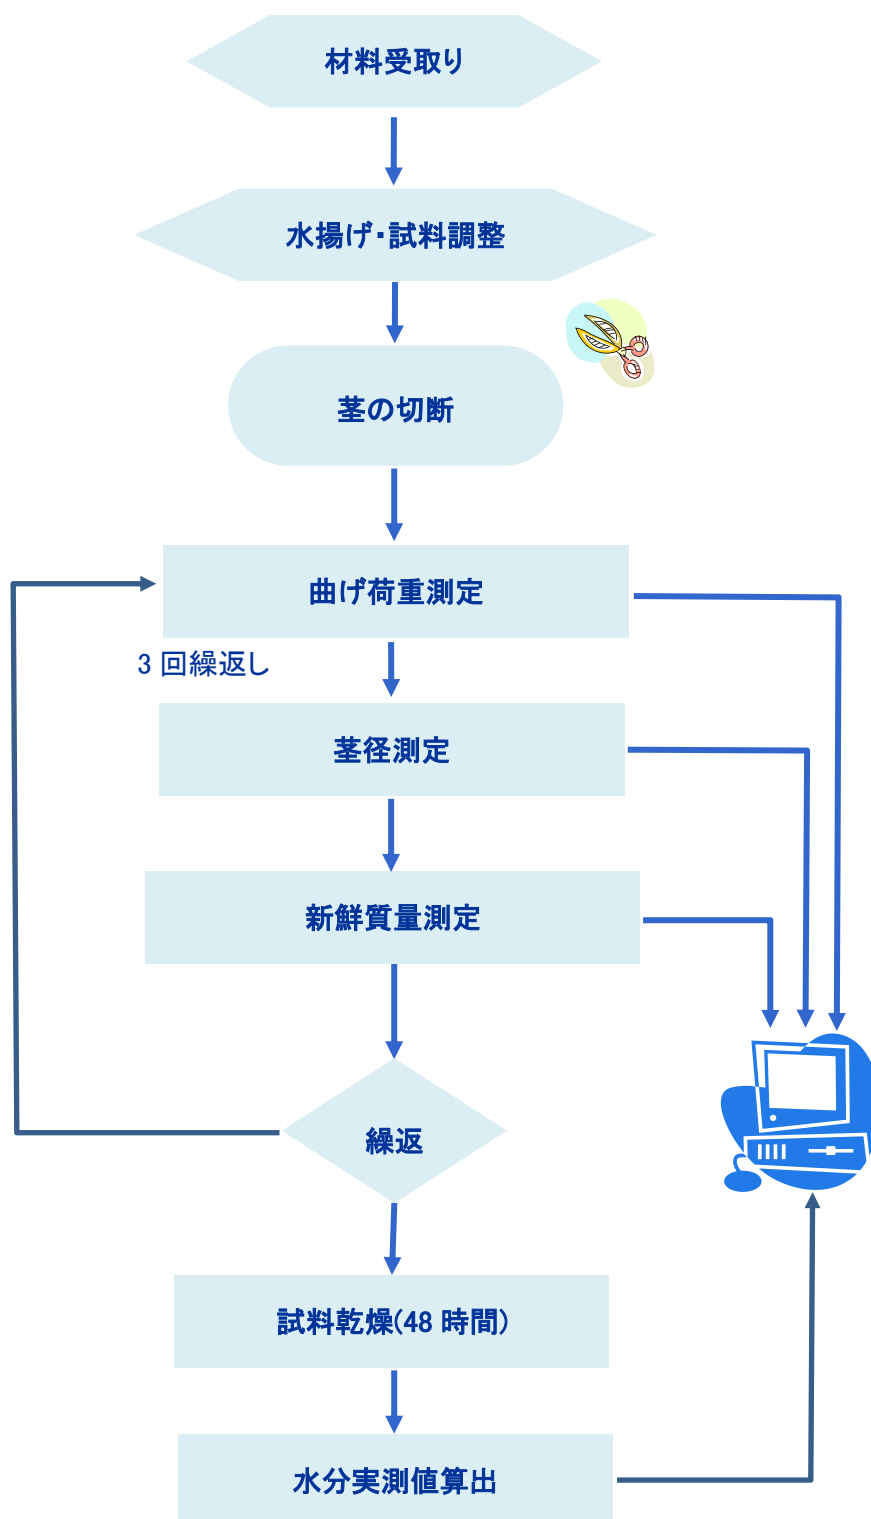 材料受取り
水揚げ・試料調整
茎の切断
曲げ荷重測定
3 回繰返し
茎径測定
新鮮質量測定
繰返
試料乾燥(48 時間)
水分実測値算出